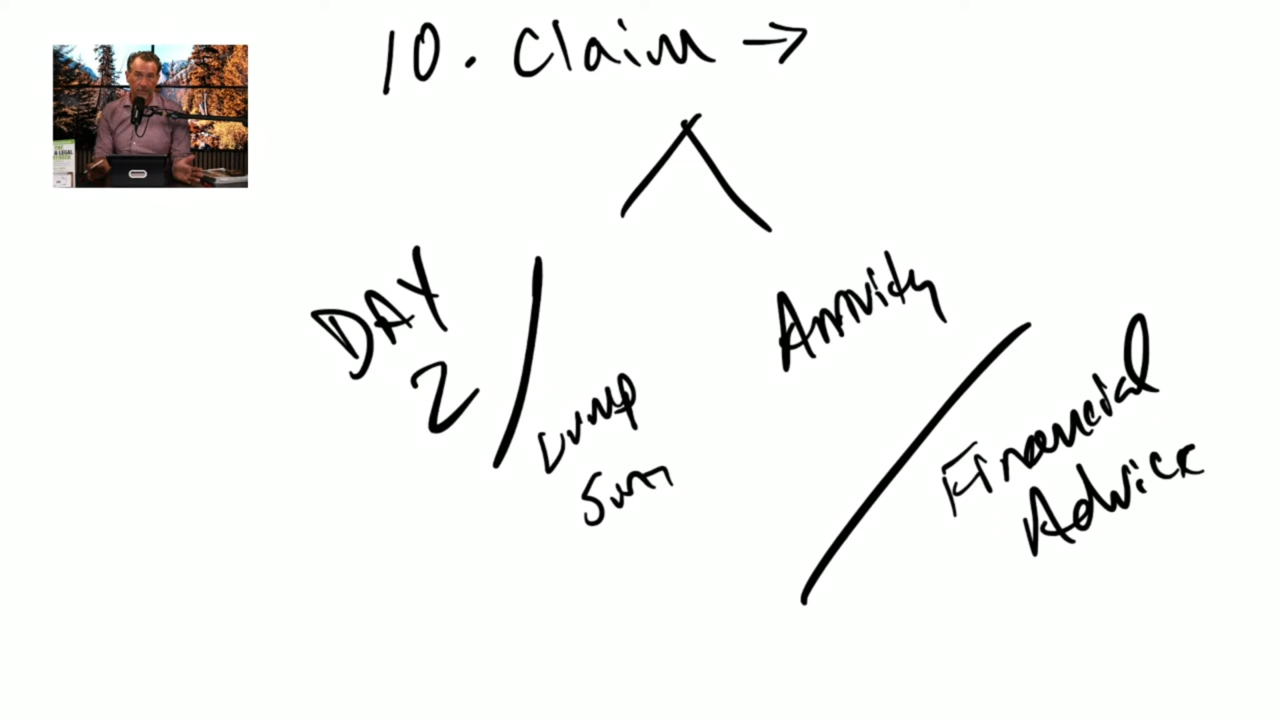 10. Claim →
DAY
2
Lump
Sum
Annuity
Financial
Advice